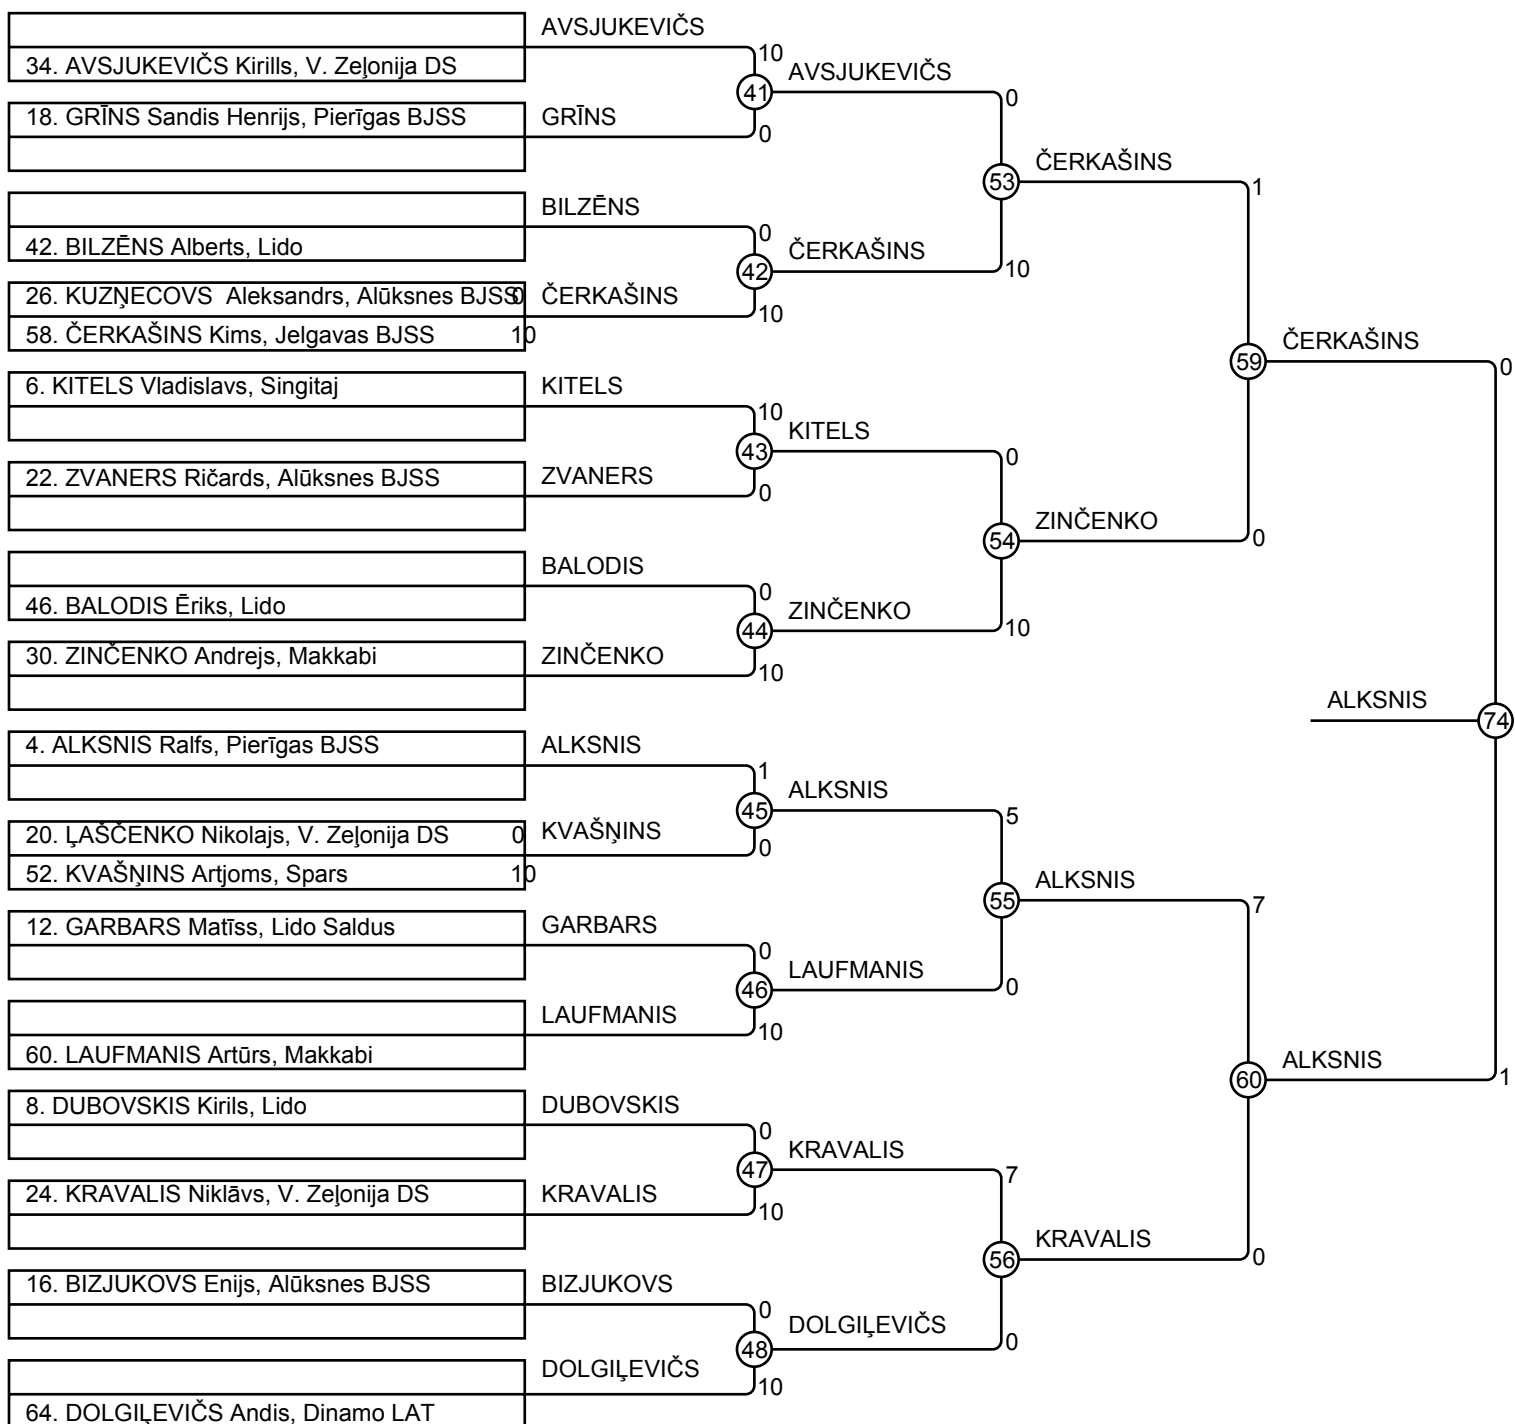 AVSJUKEVIČS
34. AVSJUKEVIČS Kirills, V. Zeļonija DS
10
AVSJUKEVIČS
41
0
18. GRĪNS Sandis Henrijs, Pierīgas BJSS
GRĪNS
0
ČERKAŠINS
53
1
BILZĒNS
42. BILZĒNS Alberts, Lido
0
ČERKAŠINS
42
10
26. KUZŅECOVS Aleksandrs, Alūksnes BJSS 0
ČERKAŠINS
10
58. ČERKAŠINS Kims, Jelgavas BJSS 10
ČERKAŠINS
59
0
6. KITELS Vladislavs, Singitaj
KITELS
10
KITELS
43
0
22. ZVANERS Ričards, Alūksnes BJSS
ZVANERS
0
ZINČENKO
54
0
BALODIS
46. BALODIS Ēriks, Lido
0
ZINČENKO
44
10
30. ZINČENKO Andrejs, Makkabi
ZINČENKO
10
ALKSNIS
74
4. ALKSNIS Ralfs, Pierīgas BJSS
ALKSNIS
1
ALKSNIS
45
5
20. ĻAŠČENKO Nikolajs, V. Zeļonija DS 0
KVAŠŅINS
0
52. KVAŠŅINS Artjoms, Spars 10
ALKSNIS
55
7
12. GARBARS Matīss, Lido Saldus
GARBARS
0
LAUFMANIS
46
0
LAUFMANIS
10
60. LAUFMANIS Artūrs, Makkabi
ALKSNIS
60
1
8. DUBOVSKIS Kirils, Lido
DUBOVSKIS
0
KRAVALIS
47
7
24. KRAVALIS Niklāvs, V. Zeļonija DS
KRAVALIS
10
KRAVALIS
56
0
16. BIZJUKOVS Enijs, Alūksnes BJSS
BIZJUKOVS
0
DOLGIĻEVIČS
48
0
DOLGIĻEVIČS
10
64. DOLGIĻEVIČS Andis, Dinamo LAT